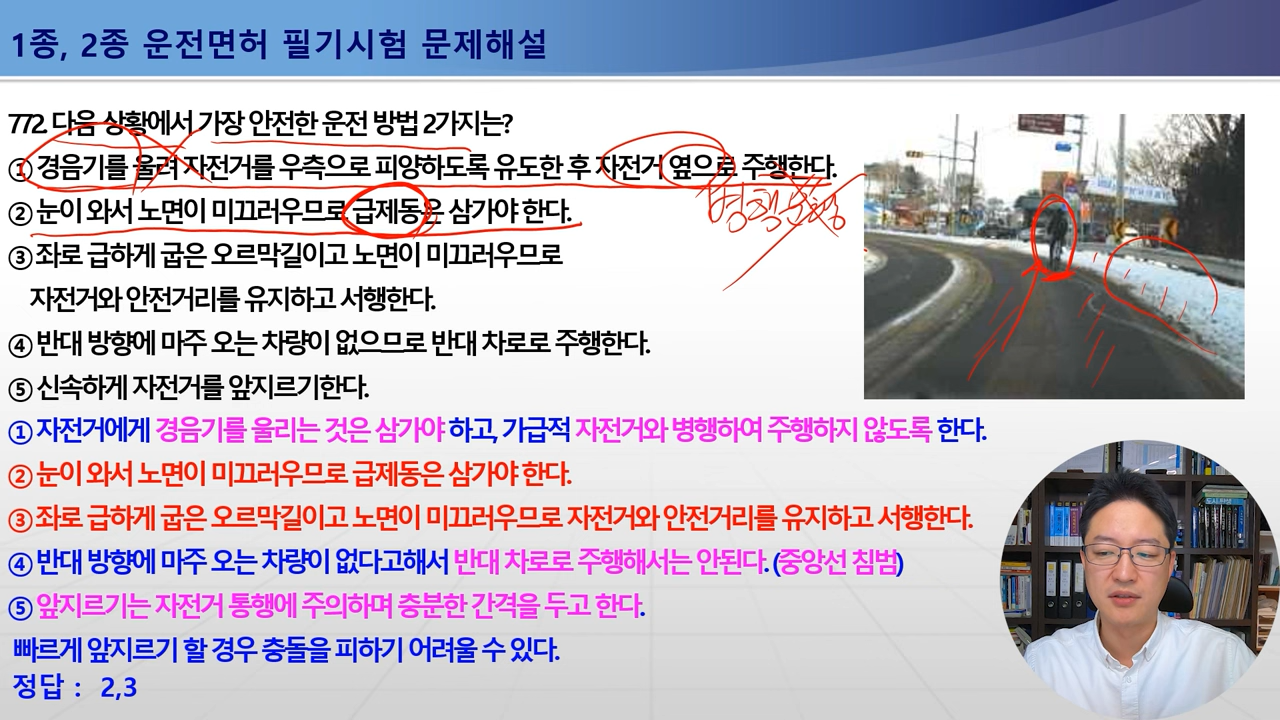 1종, 2종 운전면허 필기시험 문제해설
772. 다음 상황에서 가장 안전한 운전 방법 2가지는?
① 경음기를 울려 자전거를 우측으로 피양하도록 유도한 후 자전거 옆으로 주행한다.
② 눈이 와서 노면이 미끄러우므로 급제동은 삼가야 한다.
③ 좌로 급하게 굽은 오르막길이고 노면이 미끄러우므로
자전거와 안전거리를 유지하고 서행한다.
④ 반대 방향에 마주 오는 차량이 없으므로 반대 차로로 주행한다.
⑤ 신속하게 자전거를 앞지르기한다.
① 자전거에게 경음기를 울리는 것은 삼가야 하고, 가급적 자전거와 병행하여 주행하지 않도록 한다.
② 눈이 와서 노면이 미끄러우므로 급제동은 삼가야 한다.
③ 좌로 급하게 굽은 오르막길이고 노면이 미끄러우므로 자전거와 안전거리를 유지하고 서행한다.
④ 반대 방향에 마주 오는 차량이 없다고해서 반대 차로로 주행해서는 안된다. (중앙선 침범)
⑤ 앞지르기는 자전거 통행에 주의하며 충분한 간격을 두고 한다.
빠르게 앞지르기 할 경우 충돌을 피하기 어려울 수 있다.
정답 : 2,3